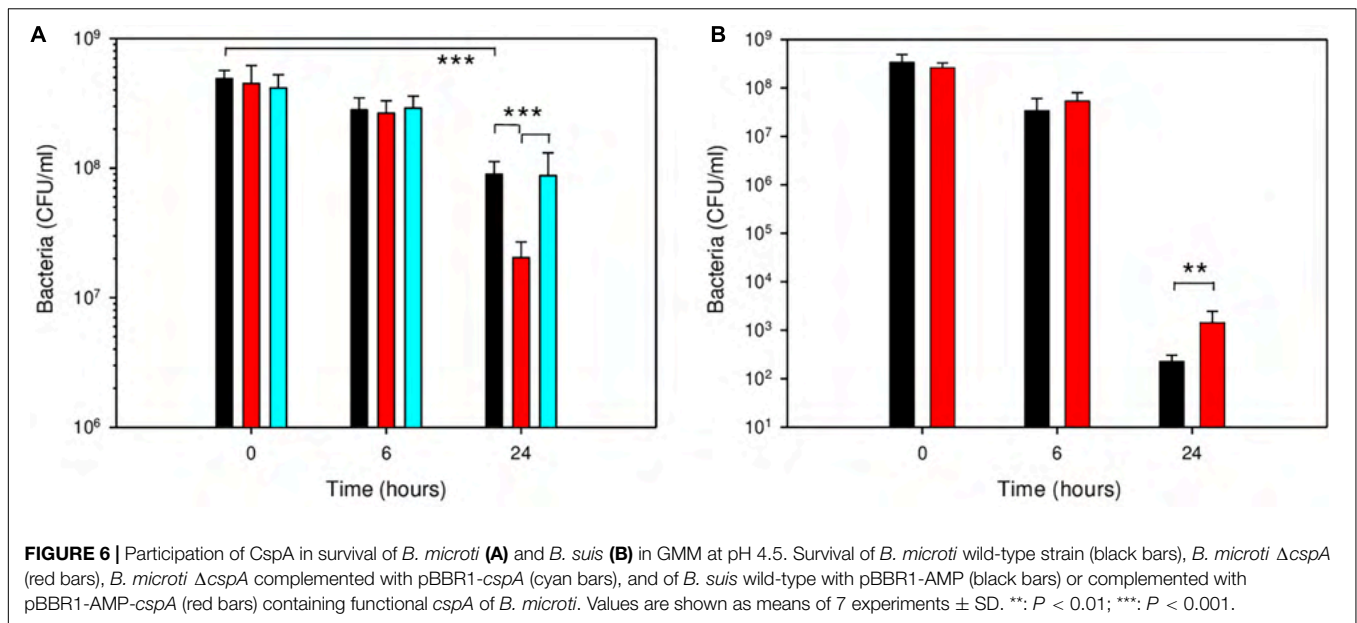 A
B
10⁹
10⁸
10⁷
10⁶
Bacteria (CFU/ml)
***
***
0
6
24
Time (hours)
10⁹
10⁸
10⁷
10⁶
10⁵
10⁴
10³
10²
10¹
Bacteria (CFU/ml)
**
0
6
24
Time (hours)
FIGURE 6 | Participation of CspA in survival of B. microti (A) and B. suis (B) in GMM at pH 4.5. Survival of B. microti wild-type strain (black bars), B. microti ΔcspA
(red bars), B. microti ΔcspA complemented with pBBR1-cspA (cyan bars), and of B. suis wild-type with pBBR1-AMP (black bars) or complemented with
pBBR1-AMP-cspA (red bars) containing functional cspA of B. microti. Values are shown as means of 7 experiments ± SD. **: P < 0.01; ***: P < 0.001.